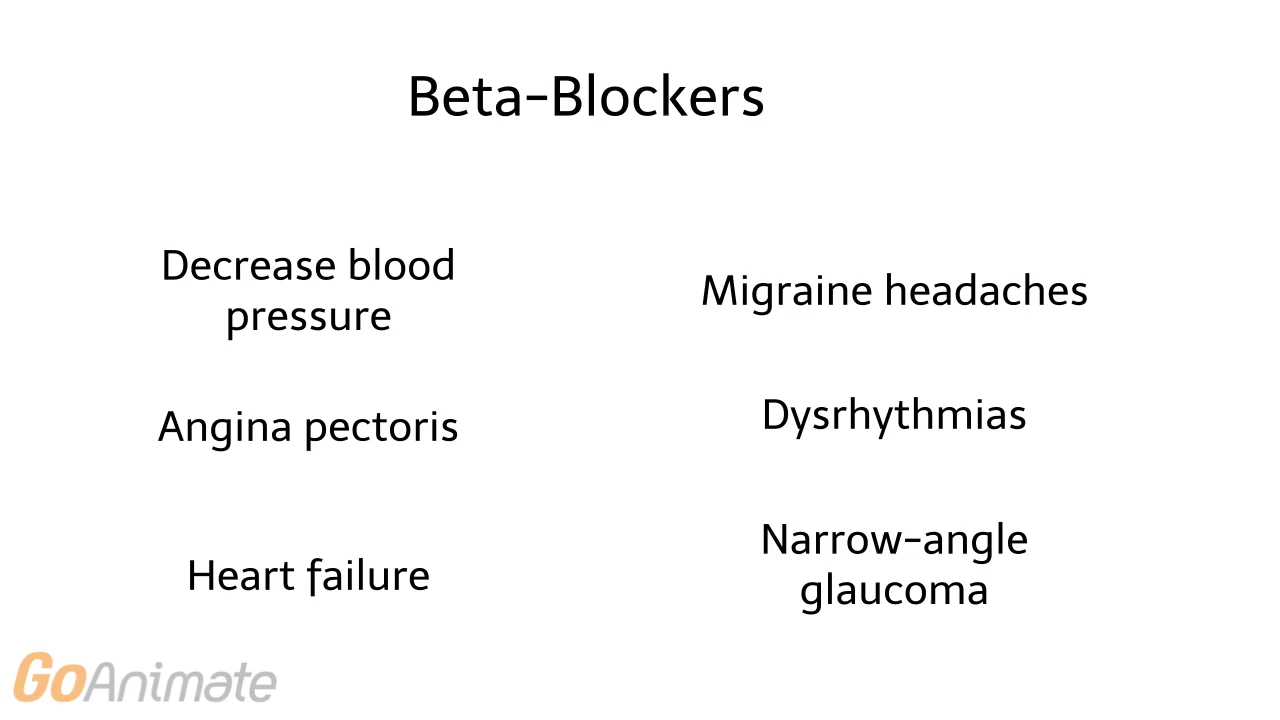 Beta-Blockers
Decrease blood
pressure
Angina pectoris
Heart failure
Migraine headaches
Dysrhythmias
Narrow-angle
glaucoma
GoAnimate